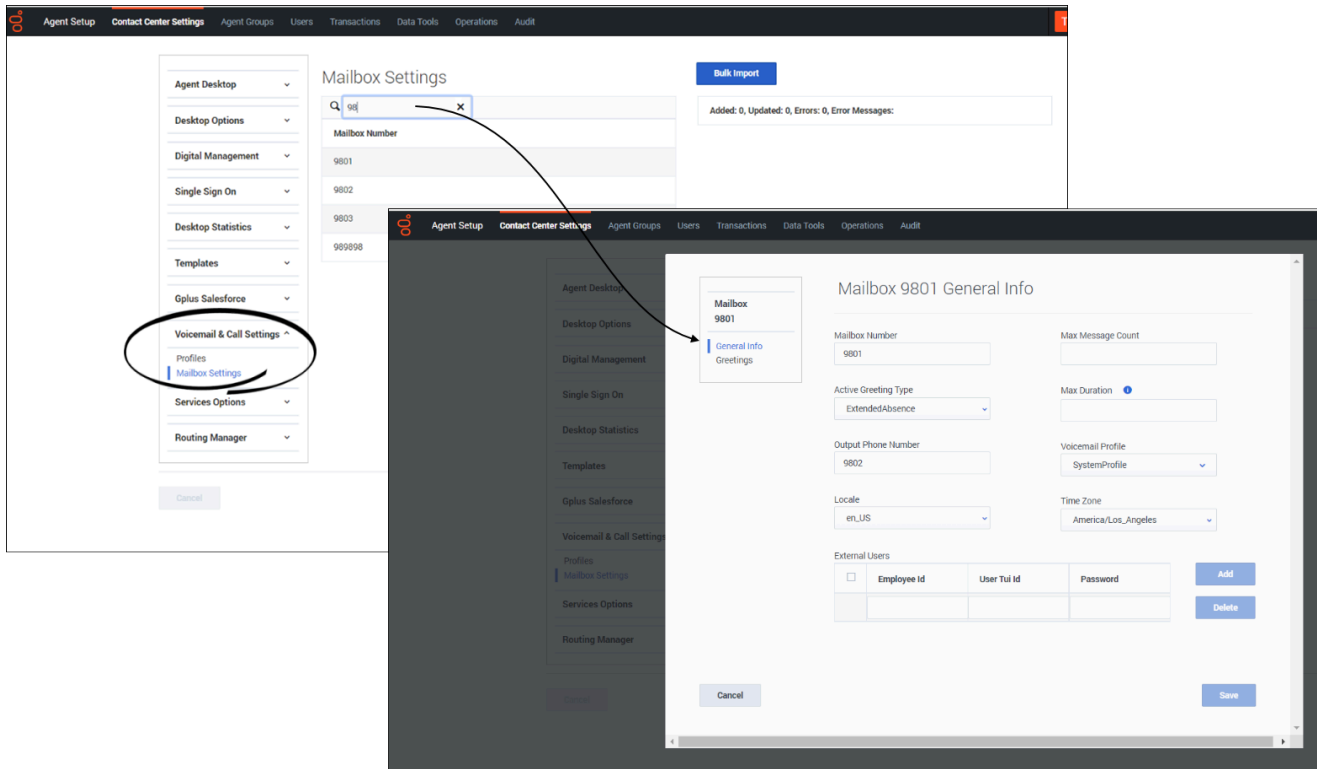 Agent Setup Contact Center Settings Agent Groups Users Transactions Data Tools Operations Audit
Agent Desktop
Desktop Options
Digital Management
Single Sign On
Desktop Statistics
Templates
Gplus Salesforce
Voicemail & Call Settings
Profiles
Mailbox Settings
Services Options
Routing Manager
Cancel
Mailbox Settings
98
Mailbox Number
9801
9802
9803
989898
Bulk Import
Added: 0, Updated: 0, Errors: 0, Error Messages:
Agent Setup Contact Center Settings Agent Groups Users Transactions Data Tools Operations Audit
Agent Desktop
Desktop Options
Digital Management
Single Sign On
Desktop Statistics
Templates
Gplus Salesforce
Voicemail & Call Settings
Profiles
Mailbox Settings
Services Options
Routing Manager
Cancel
Mailbox
9801
General Info
Greetings
Mailbox 9801 General Info
Mailbox Number Max Message Count
9801
Active Greeting Type Max Duration
ExtendedAbsence
Output Phone Number Voicemail Profile
9802 SystemProfile
Locale Time Zone
en_US America/Los_Angeles
External Users
Employee Id User Tui Id Password Add
Delete
Cancel Save